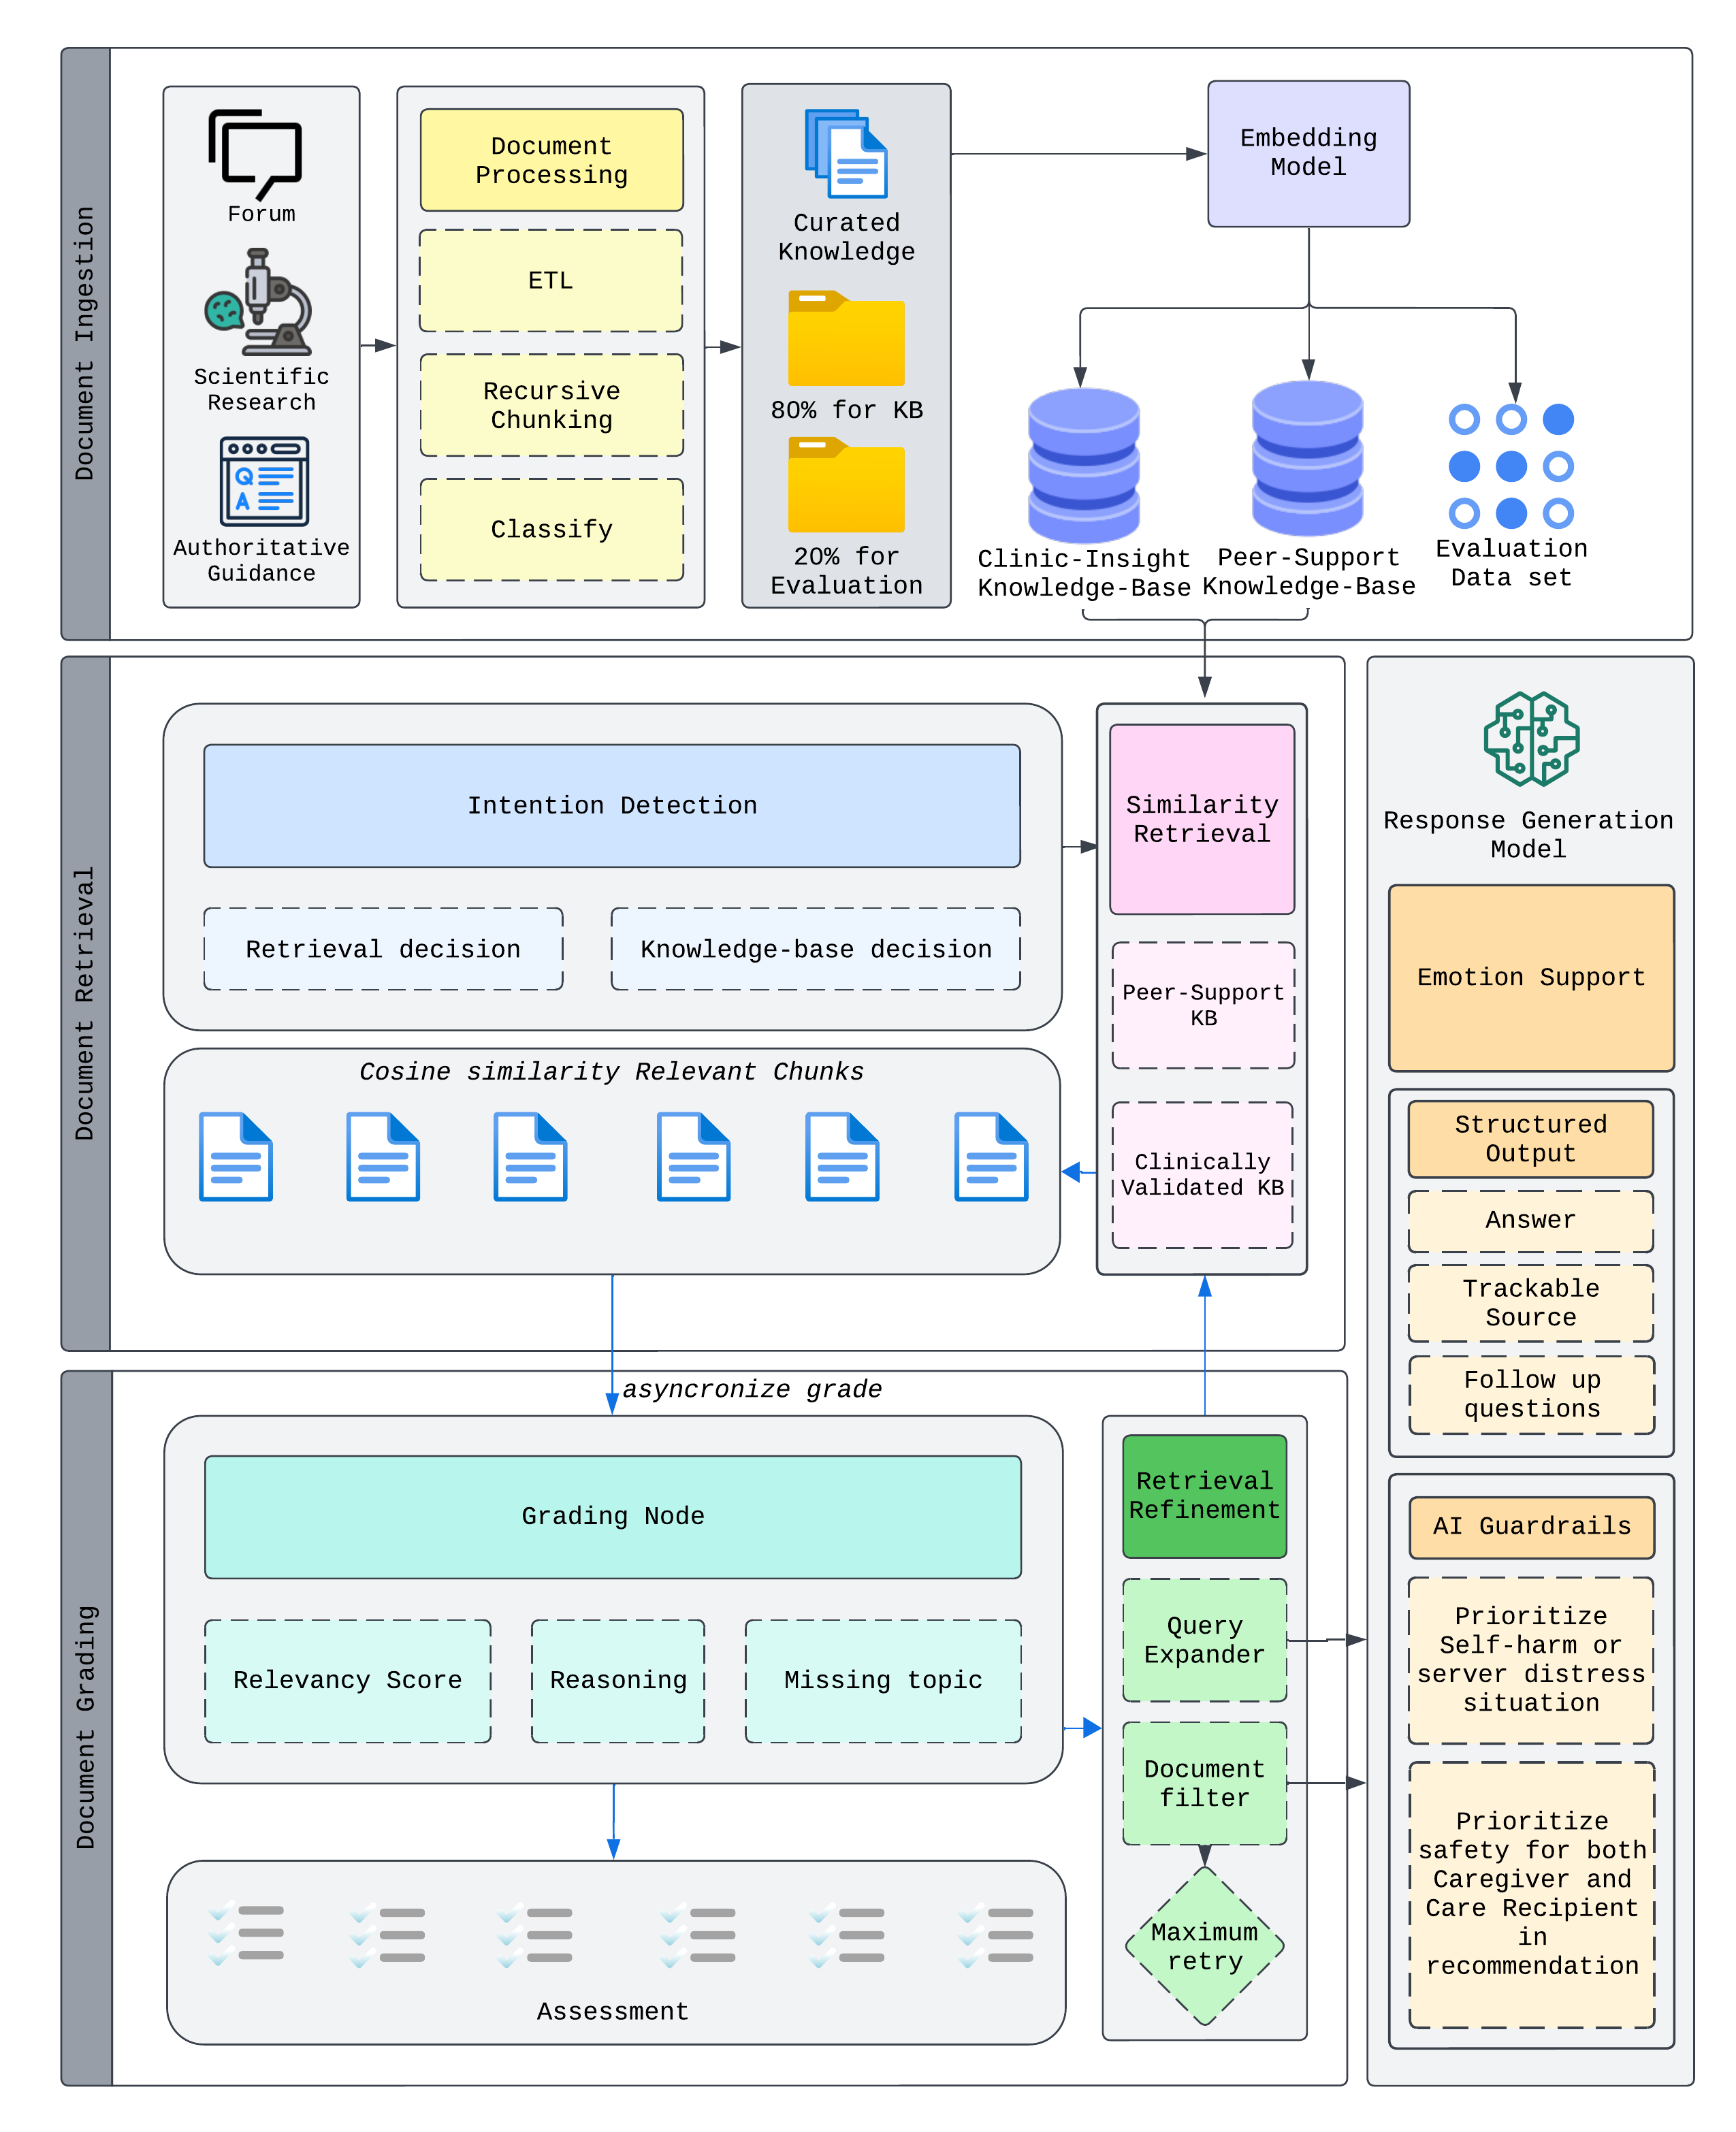 Document Ingestion
Forum
Scientific
Research
Authoritative
Guidance
Document
Processing
ETL
Recursive
Chunking
Classify
Curated
Knowledge
80% for KB
20% for
Evaluation
Embedding
Model
Clinic-Insight
Knowledge-Base
Peer-Support
Knowledge-Base
Evaluation
Data set
Document Retrieval
Intention Detection
Retrieval decision
Knowledge-base decision
Cosine similarity Relevant Chunks
Similarity
Retrieval
Peer-Support
KB
Clinically
Validated KB
Document Grading
asyncronize grade
Grading Node
Relevancy Score
Reasoning
Missing topic
Assessment
Retrieval
Refinement
Query
Expander
Document
filter
Maximum
retry
Response Generation
Model
Emotion Support
Structured
Output
Answer
Trackable
Source
Follow up
questions
AI Guardrails
Prioritize
Self-harm or
server distress
situation
Prioritize
safety for both
Caregiver and
Care Recipient
in
recommendation